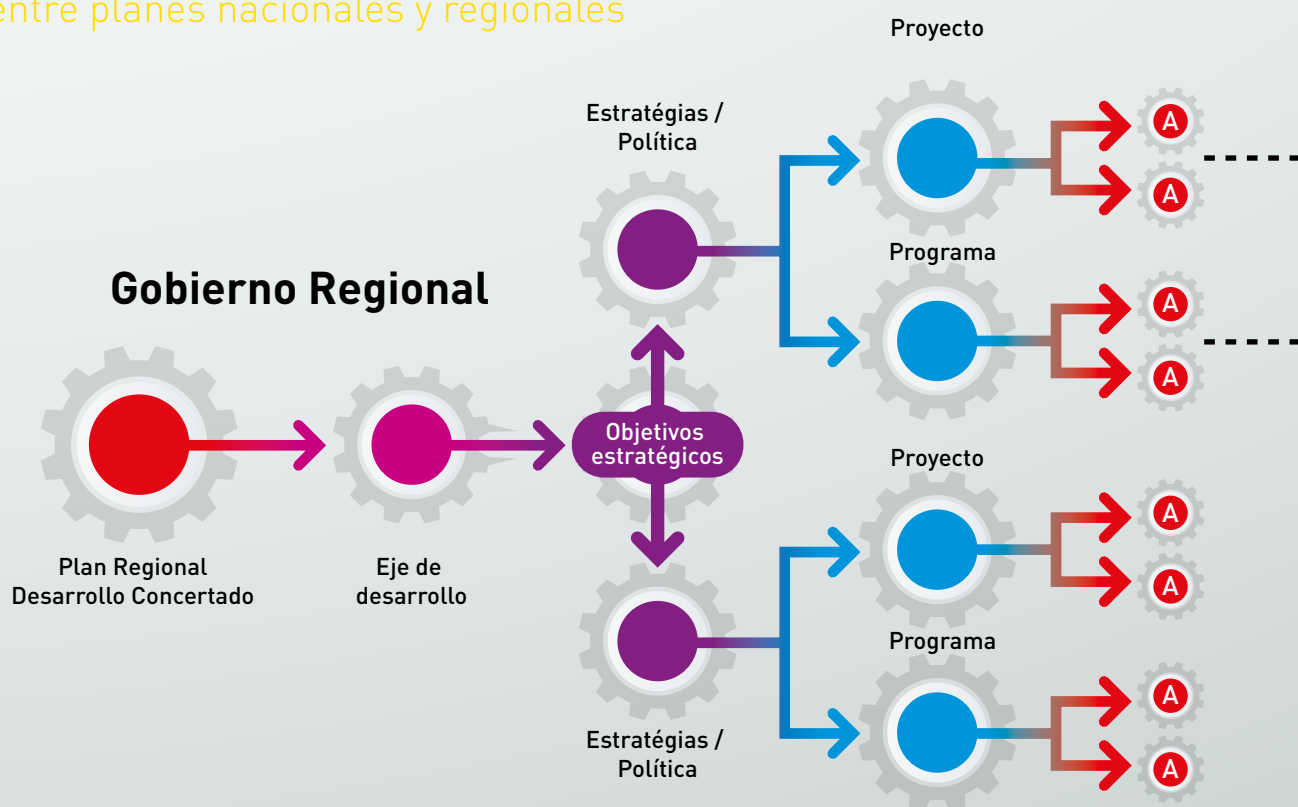 entre planes nacionales y regionales
Proyecto
Estratégias /
Política
A
A
Programa
Gobierno Regional
A
A
Objetivos
estratégicos
Proyecto
A
A
Plan Regional
Desarrollo Concertado
Eje de
desarrollo
Programa
A
A
Estratégias /
Política